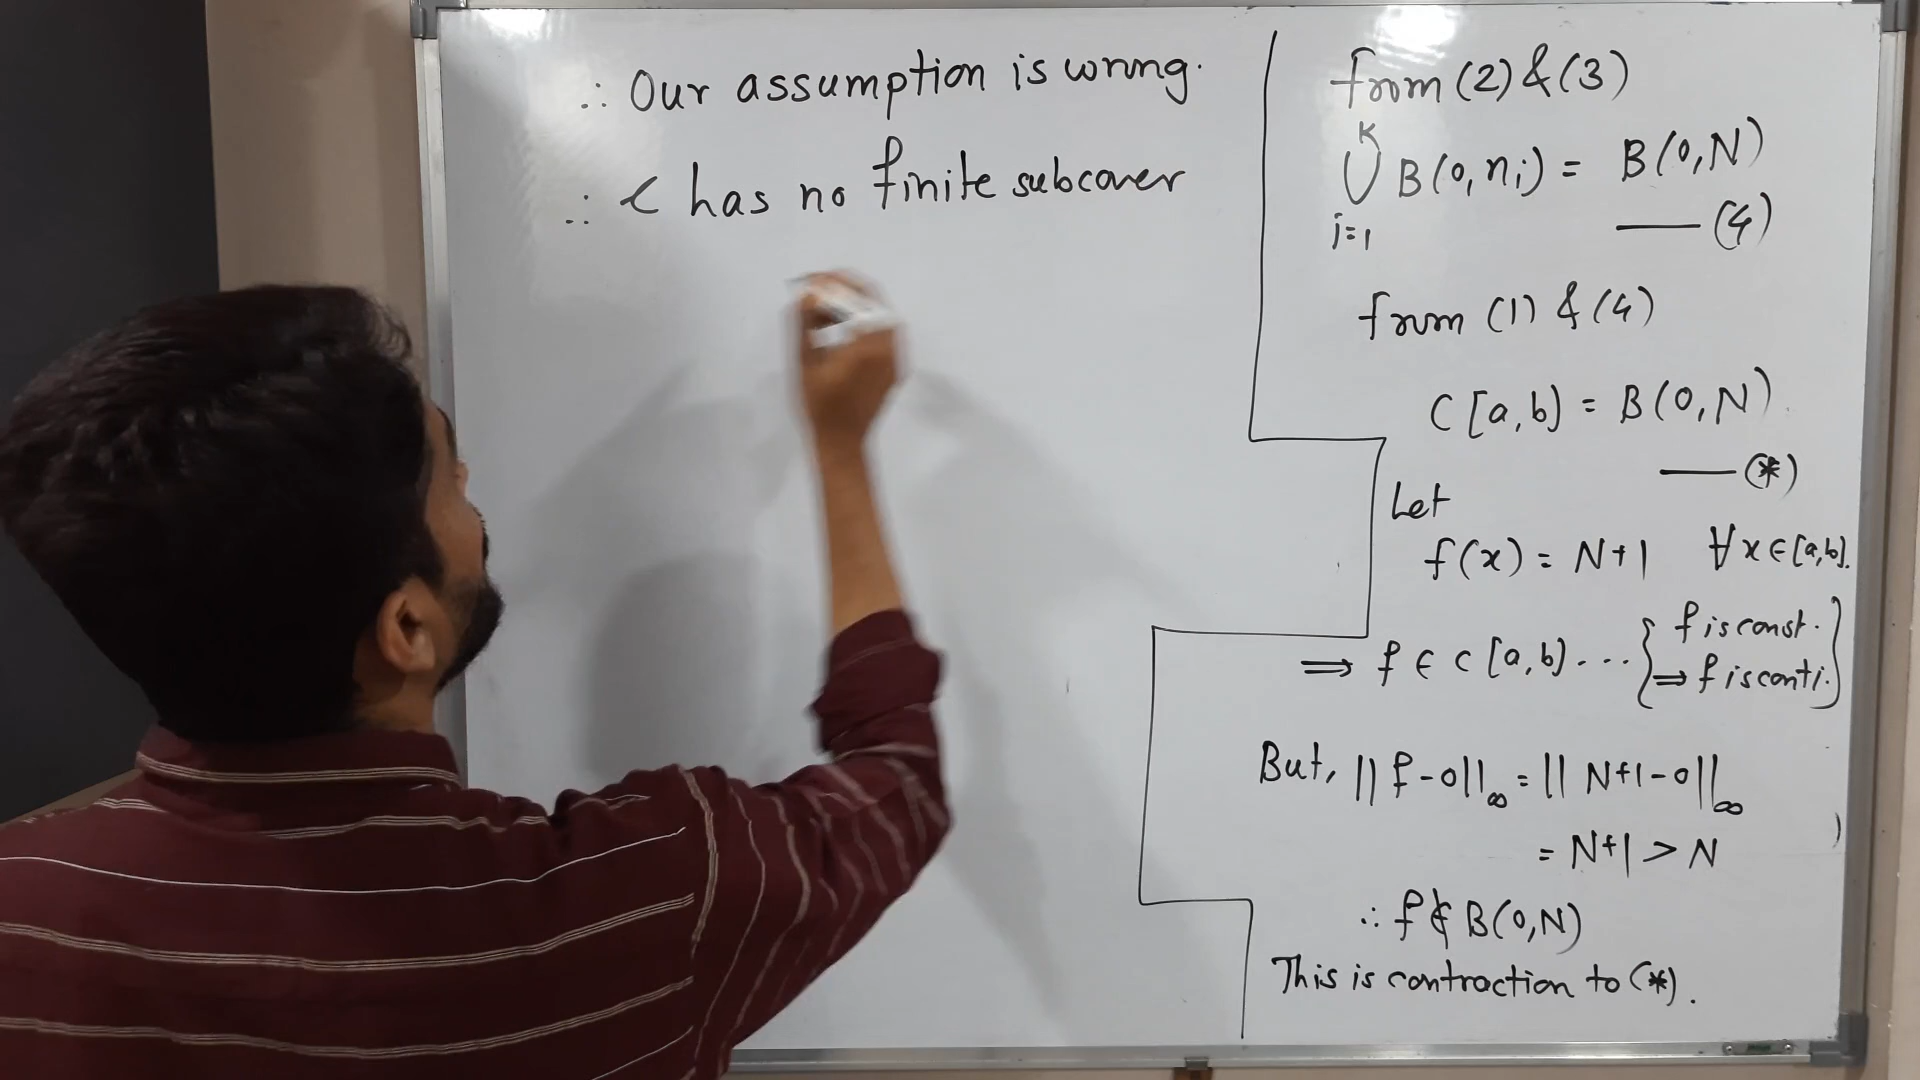 ∴ Our assumption is wrong.
∴ C has no finite subcover
from (2) & (3)
K
⋃ B(0, ni) = B(0, N)
i=1 —— (4)
from (1) & (4)
C[a, b] = B(0, N)
—— (*)
Let
f(x) = N+1 ∀ x ∈ [a, b].
⇒ f ∈ C[a, b] ... { f is const. ⇒ f is conti. }
But, || f - 0 ||∞ = || N+1 - 0 ||∞
= N+1 > N
∴ f ∉ B(0, N)
This is contraction to (*).